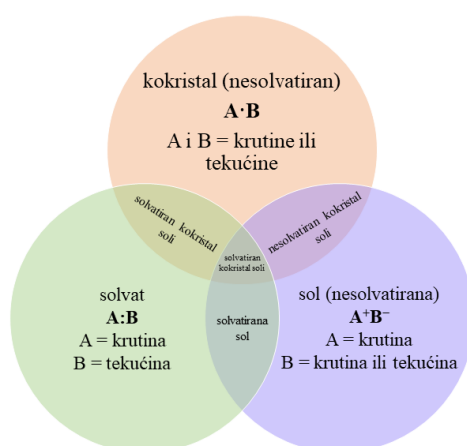 kokristal (nesolvatiran)
A·B
A i B = krutine ili
tekućine
solvatiran kokristal
soli
nesolvatiran kokristal
soli
solvatiran
kokristal soli
solvat
A:B
A = krutina
B = tekućina
solvatirana
sol
sol (nesolvatirana)
A⁺B⁻
A = krutina
B = krutina ili tekućina